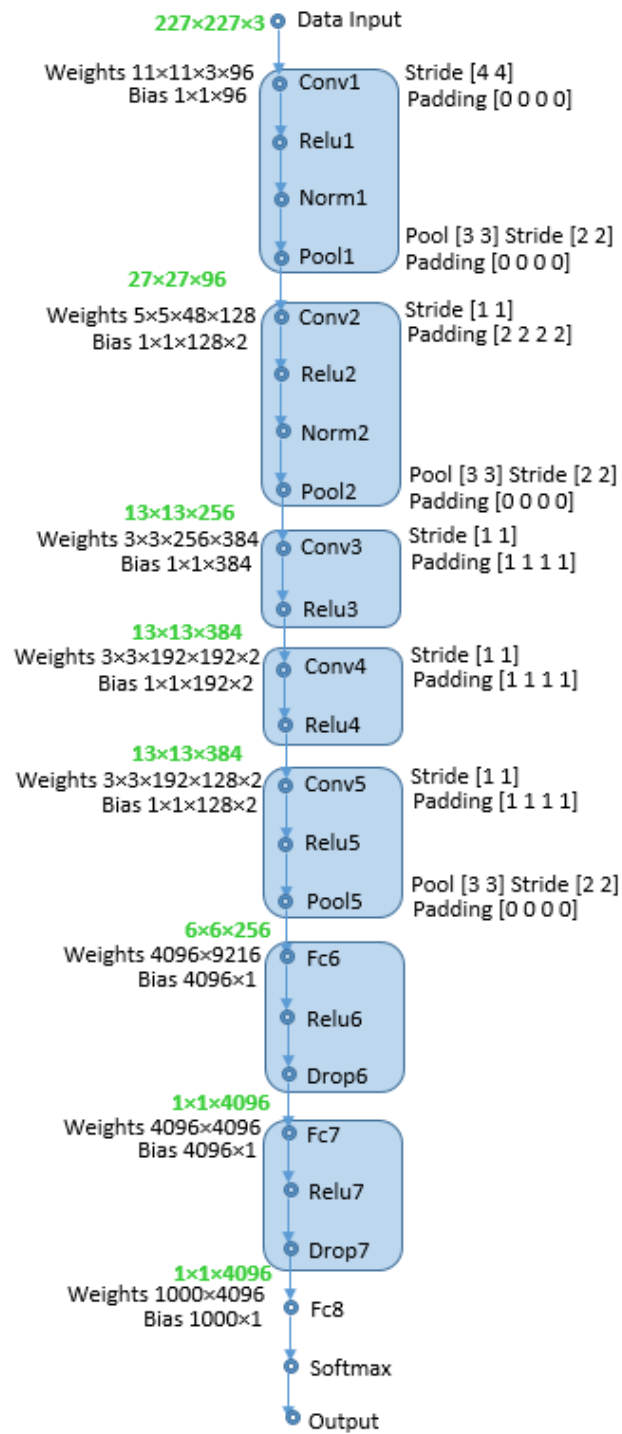 227×227×3 Data Input
Weights 11×11×3×96
Bias 1×1×96
Conv1
Stride [4 4]
Padding [0 0 0 0]
Relu1
Norm1
Pool1
Pool [3 3] Stride [2 2]
Padding [0 0 0 0]
27×27×96
Weights 5×5×48×128
Bias 1×1×128×2
Conv2
Stride [1 1]
Padding [2 2 2 2]
Relu2
Norm2
Pool2
Pool [3 3] Stride [2 2]
Padding [0 0 0 0]
13×13×256
Weights 3×3×256×384
Bias 1×1×384
Conv3
Stride [1 1]
Padding [1 1 1 1]
Relu3
13×13×384
Weights 3×3×192×192×2
Bias 1×1×192×2
Conv4
Stride [1 1]
Padding [1 1 1 1]
Relu4
13×13×384
Weights 3×3×192×128×2
Bias 1×1×128×2
Conv5
Stride [1 1]
Padding [1 1 1 1]
Relu5
Pool5
Pool [3 3] Stride [2 2]
Padding [0 0 0 0]
6×6×256
Weights 4096×9216
Bias 4096×1
Fc6
Relu6
Drop6
1×1×4096
Weights 4096×4096
Bias 4096×1
Fc7
Relu7
Drop7
1×1×4096
Weights 1000×4096
Bias 1000×1
Fc8
Softmax
Output